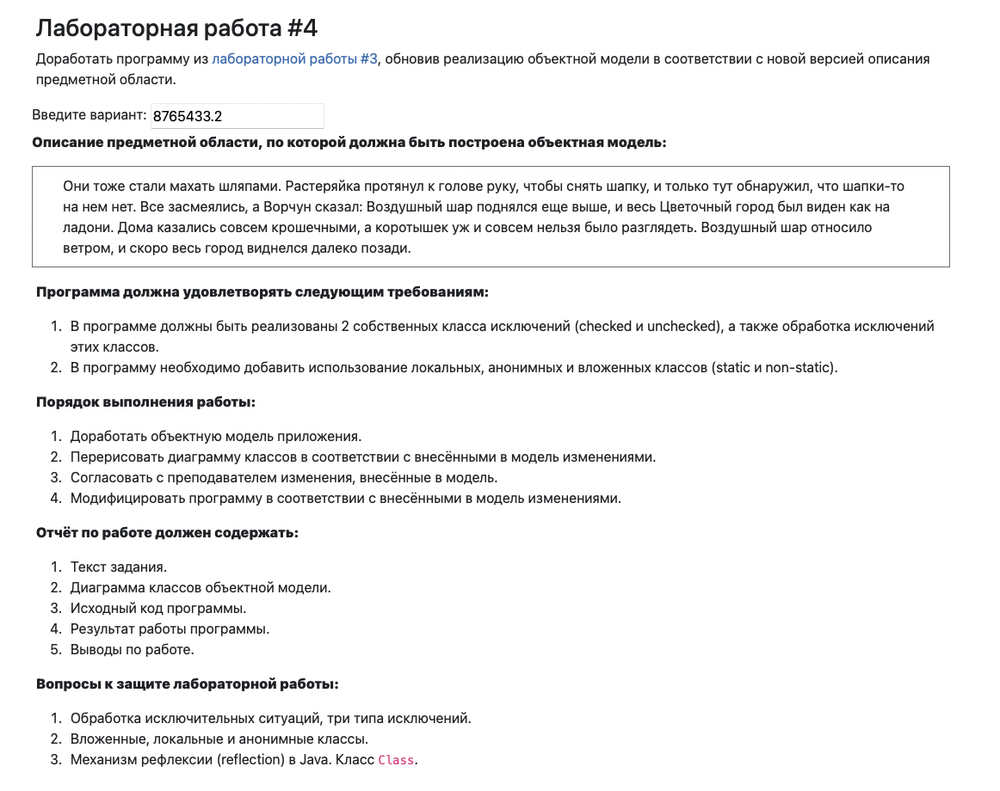 Лабораторная работа #4
Доработать программу из лабораторной работы #3, обновив реализацию объектной модели в соответствии с новой версией описания
предметной области.
Введите вариант: 8765433.2
Описание предметной области, по которой должна быть построена объектная модель:
Они тоже стали махать шляпами. Растеряйка протянул к голове руку, чтобы снять шапку, и только тут обнаружил, что шапки-то
на нем нет. Все засмеялись, а Ворчун сказал: Воздушный шар поднялся еще выше, и весь Цветочный город был виден как на
ладони. Дома казались совсем крошечными, а коротышек уж и совсем нельзя было разглядеть. Воздушный шар относило
ветром, и скоро весь город виднелся далеко позади.
Программа должна удовлетворять следующим требованиям:
1. В программе должны быть реализованы 2 собственных класса исключений (checked и unchecked), а также обработка исключений
этих классов.
2. В программу необходимо добавить использование локальных, анонимных и вложенных классов (static и non-static).
Порядок выполнения работы:
1. Доработать объектную модель приложения.
2. Перерисовать диаграмму классов в соответствии с внесёнными в модель изменениями.
3. Согласовать с преподавателем изменения, внесённые в модель.
4. Модифицировать программу в соответствии с внесёнными в модель изменениями.
Отчёт по работе должен содержать:
1. Текст задания.
2. Диаграмма классов объектной модели.
3. Исходный код программы.
4. Результат работы программы.
5. Выводы по работе.
Вопросы к защите лабораторной работы:
1. Обработка исключительных ситуаций, три типа исключений.
2. Вложенные, локальные и анонимные классы.
3. Механизм рефлексии (reflection) в Java. Класс Class.